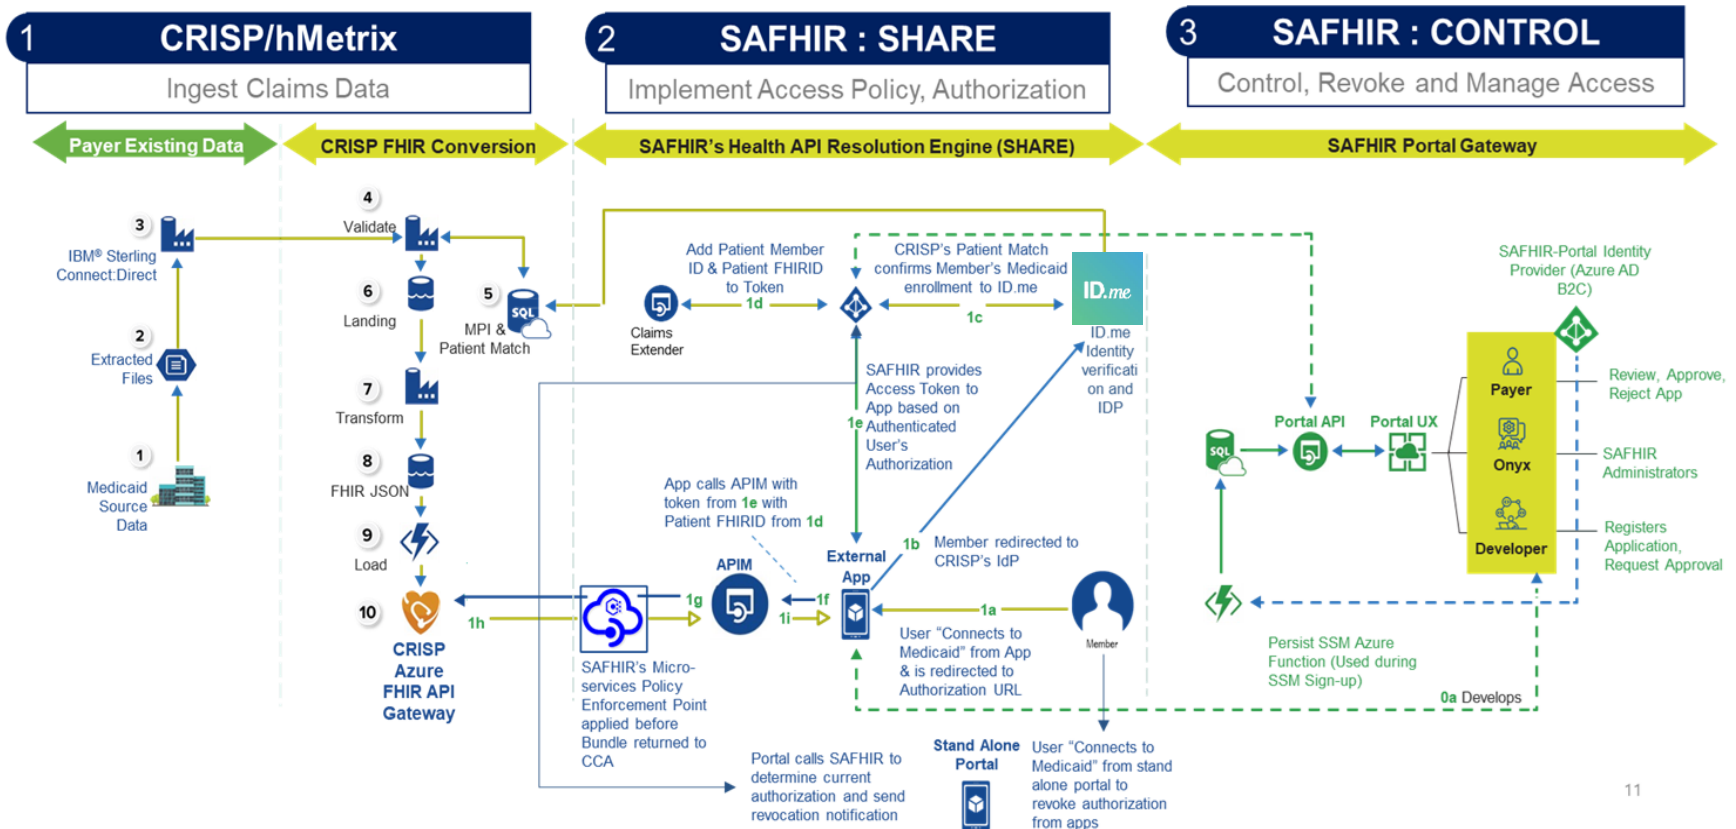 1
CRISP/hMetrix
Ingest Claims Data
2
SAFHIR : SHARE
Implement Access Policy, Authorization
3
SAFHIR : CONTROL
Control, Revoke and Manage Access
Payer Existing Data
CRISP FHIR Conversion
SAFHIR's Health API Resolution Engine (SHARE)
SAFHIR Portal Gateway
3
IBM® Sterling
Connect:Direct
2
Extracted
Files
1
Medicaid
Source
Data
4
Validate
6
Landing
5
SQL
MPI &
Patient Match
7
Transform
8
FHIR JSON
9
Load
10
CRISP
Azure
FHIR API
Gateway
Add Patient Member
ID & Patient FHIRID
to Token
1d
Claims
Extender
CRISP's Patient Match
confirms Member's Medicaid
enrollment to ID.me
1c
ID.me
ID.me
Identity
verificati
on and
IDP
SAFHIR provides
Access Token to
App based on
Authenticated
User's
Authorization
1e
App calls APIM with
token from 1e with
Patient FHIRID from 1d
1b
Member redirected to
CRISP's IdP
APIM
External
App
1g
1f
1h
1i
1a
Member
User “Connects to
Medicaid” from App
& is redirected to
Authorization URL
SAFHIR's Micro-
services Policy
Enforcement Point
applied before
Bundle returned to
CCA
Portal calls SAFHIR to
determine current
authorization and send
revocation notification
Stand Alone
Portal
User “Connects to
Medicaid” from stand
alone portal to
revoke authorization
from apps
SAFHIR-Portal Identity
Provider (Azure AD
B2C)
SQL
Portal API
Portal UX
Payer
Onyx
Developer
Review, Approve,
Reject App
SAFHIR
Administrators
Registers
Application,
Request Approval
Persist SSM Azure
Function (Used during
SSM Sign-up)
0a Develops
11